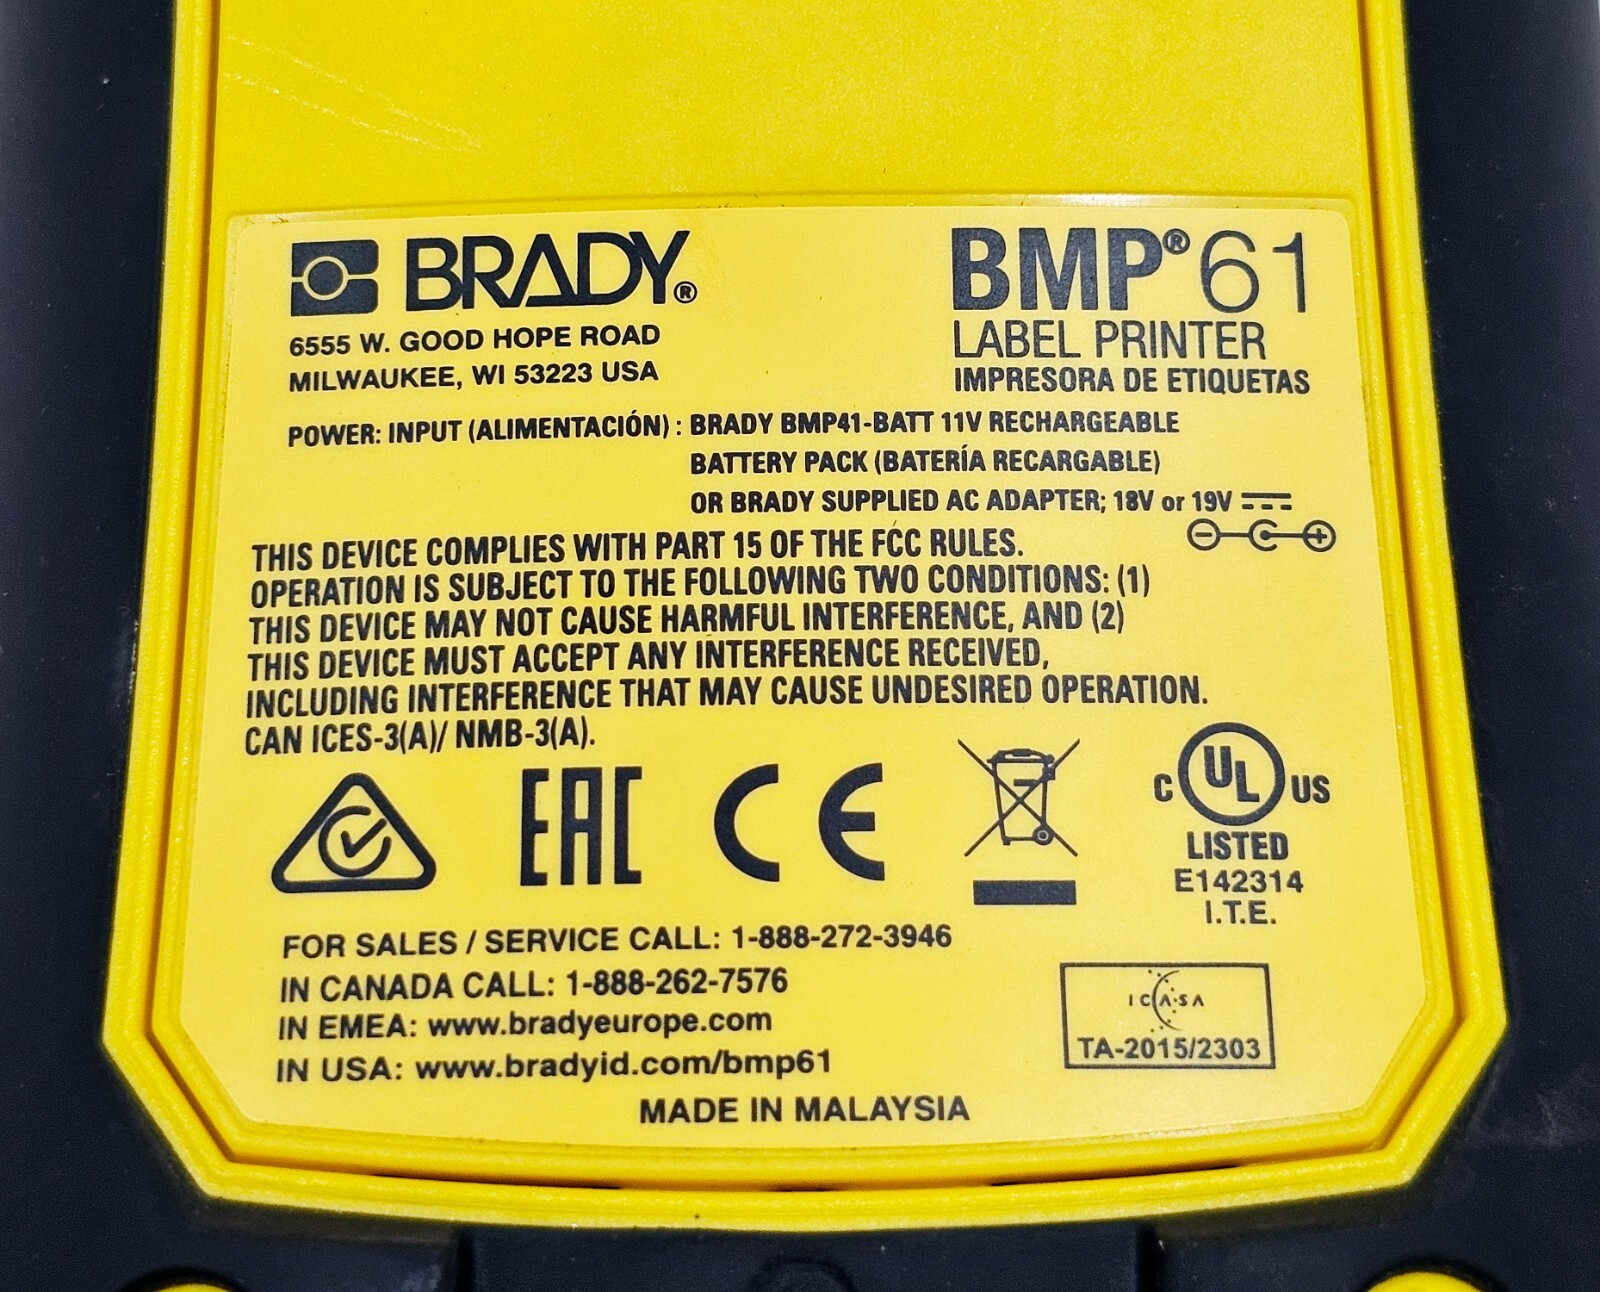 BRADY®
6555 W. GOOD HOPE ROAD
MILWAUKEE, WI 53223 USA
BMP® 61
LABEL PRINTER
IMPRESORA DE ETIQUETAS
POWER: INPUT (ALIMENTACIÓN) : BRADY BMP41-BATT 11V RECHARGEABLE
BATTERY PACK (BATERÍA RECARGABLE)
OR BRADY SUPPLIED AC ADAPTER; 18V or 19V
THIS DEVICE COMPLIES WITH PART 15 OF THE FCC RULES.
OPERATION IS SUBJECT TO THE FOLLOWING TWO CONDITIONS: (1)
THIS DEVICE MAY NOT CAUSE HARMFUL INTERFERENCE, AND (2)
THIS DEVICE MUST ACCEPT ANY INTERFERENCE RECEIVED,
INCLUDING INTERFERENCE THAT MAY CAUSE UNDESIRED OPERATION.
CAN ICES-3(A)/ NMB-3(A).
EAC CE
C UL US
LISTED
E142314
I.T.E.
FOR SALES / SERVICE CALL: 1-888-272-3946
IN CANADA CALL: 1-888-262-7576
IN EMEA: www.bradyeurope.com
IN USA: www.bradyid.com/bmp61
ICASA
TA-2015/2303
MADE IN MALAYSIA